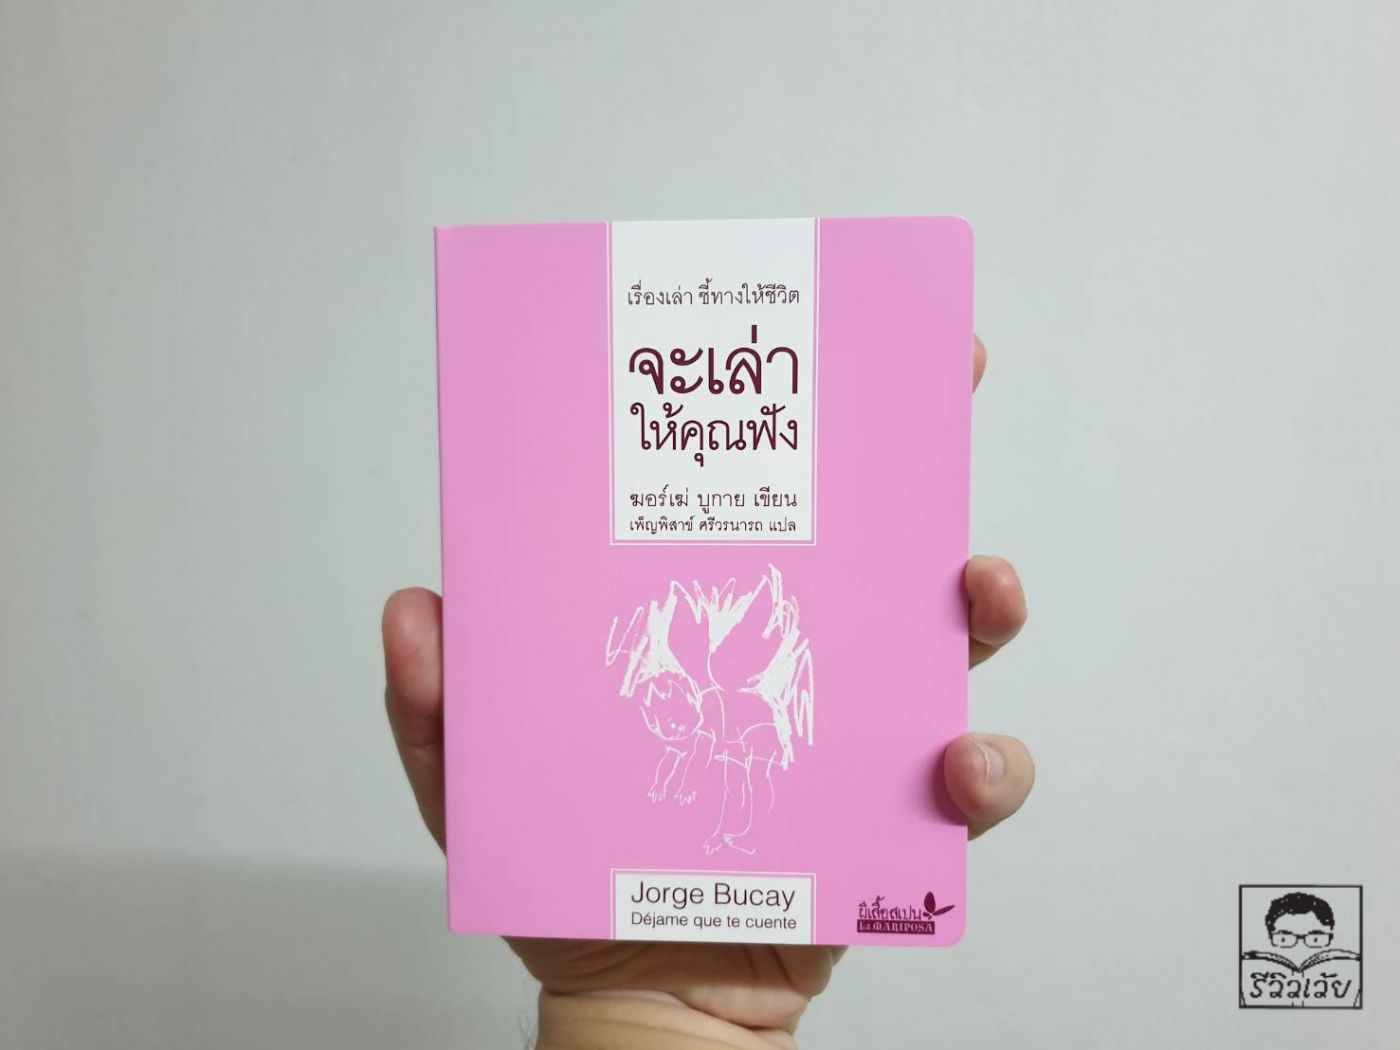 เรื่องเล่า ชี้ทางให้ชีวิต
จะเล่า
ให้คุณฟัง
ฆอร์เฆ่ บูกาย เขียน
เพ็ญพิสาข์ ศรีวรนารถ แปล
Jorge Bucay
Déjame que te cuente
ผีเสื้อสเปน
La MARIPOSA
รีวิวเว้ย